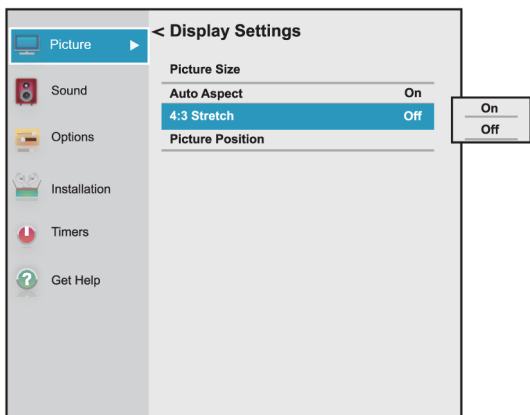 < Display Settings
Picture
Picture Size
Sound
Auto Aspect On
4:3 Stretch Off
On
Off
Options
Picture Position
Installation
Timers
Get Help